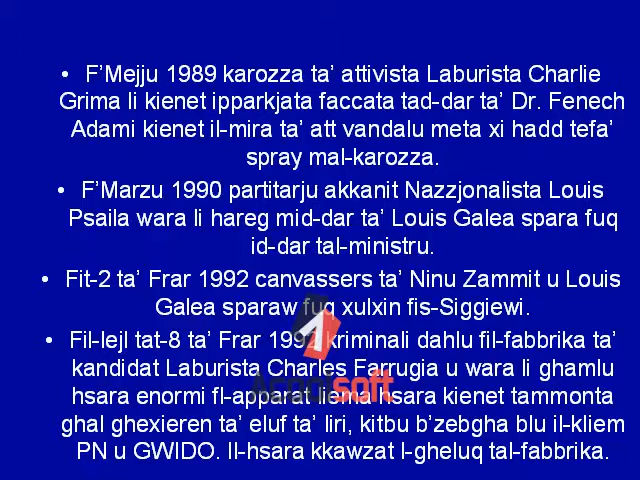 • F’Mejju 1989 karozza ta’ attivista Laburista Charlie
Grima li kienet ipparkjata faccata tad-dar ta’ Dr. Fenech
Adami kienet il-mira ta’ att vandalu meta xi hadd tefa’
spray mal-karozza.
• F’Marzu 1990 partitarju akkanit Nazzjonalista Louis
Psaila wara li hareg mid-dar ta’ Louis Galea spara fuq
id-dar tal-ministru.
• Fit-2 ta’ Frar 1992 canvassers ta’ Ninu Zammit u Louis
Galea sparaw fuq xulxin fis-Siggiewi.
• Fil-lejl tat-8 ta’ Frar 1992 kriminali dahlu fil-fabbrika ta’
kandidat Laburista Charles Farrugia u wara li ghamlu
hsara enormi fl-apparat

 hsara kienet tammonta
ghal ghexieren ta’ eluf ta’ liri, kitbu b’zebgha blu il-kliem
PN u GWIDO. Il-hsara kkawzat l-gheluq tal-fabbrika.